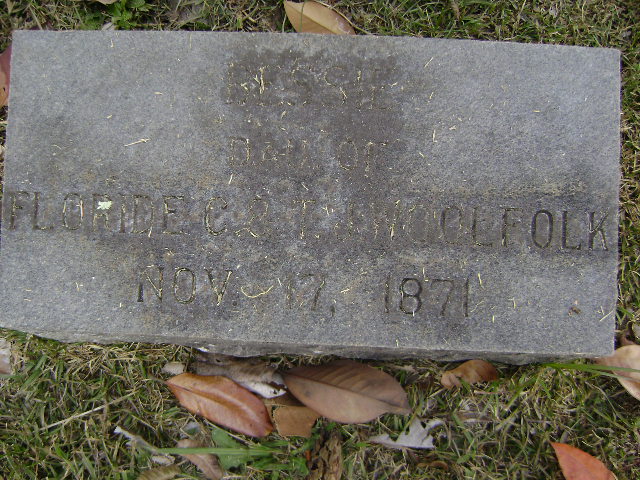 BESSIE
DAU. OF
FLORIDE C. & T. J. WOOLFOLK
NOV. 17, 1871